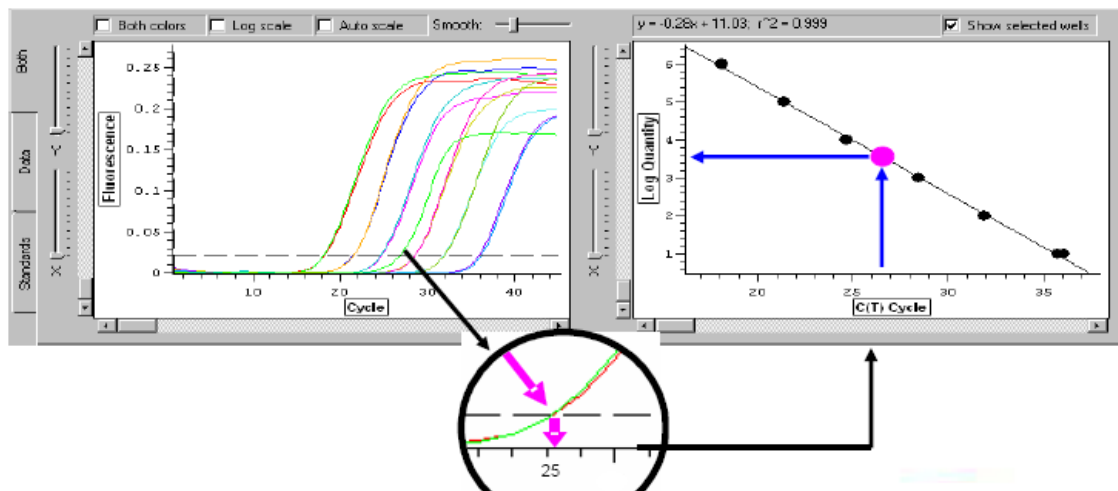 Both colors
Log scale
Auto scale
Smooth:
y = -0.28x + 11.03; r^2 = 0.999
Show selected wells
Both
Data
Standards
Y
X
Fluorescence
0.25
0.2
0.15
0.1
0.05
0
10
20
30
40
Cycle
Y
X
Log Quantity
6
5
4
3
2
1
20
25
30
35
C(T) Cycle
25